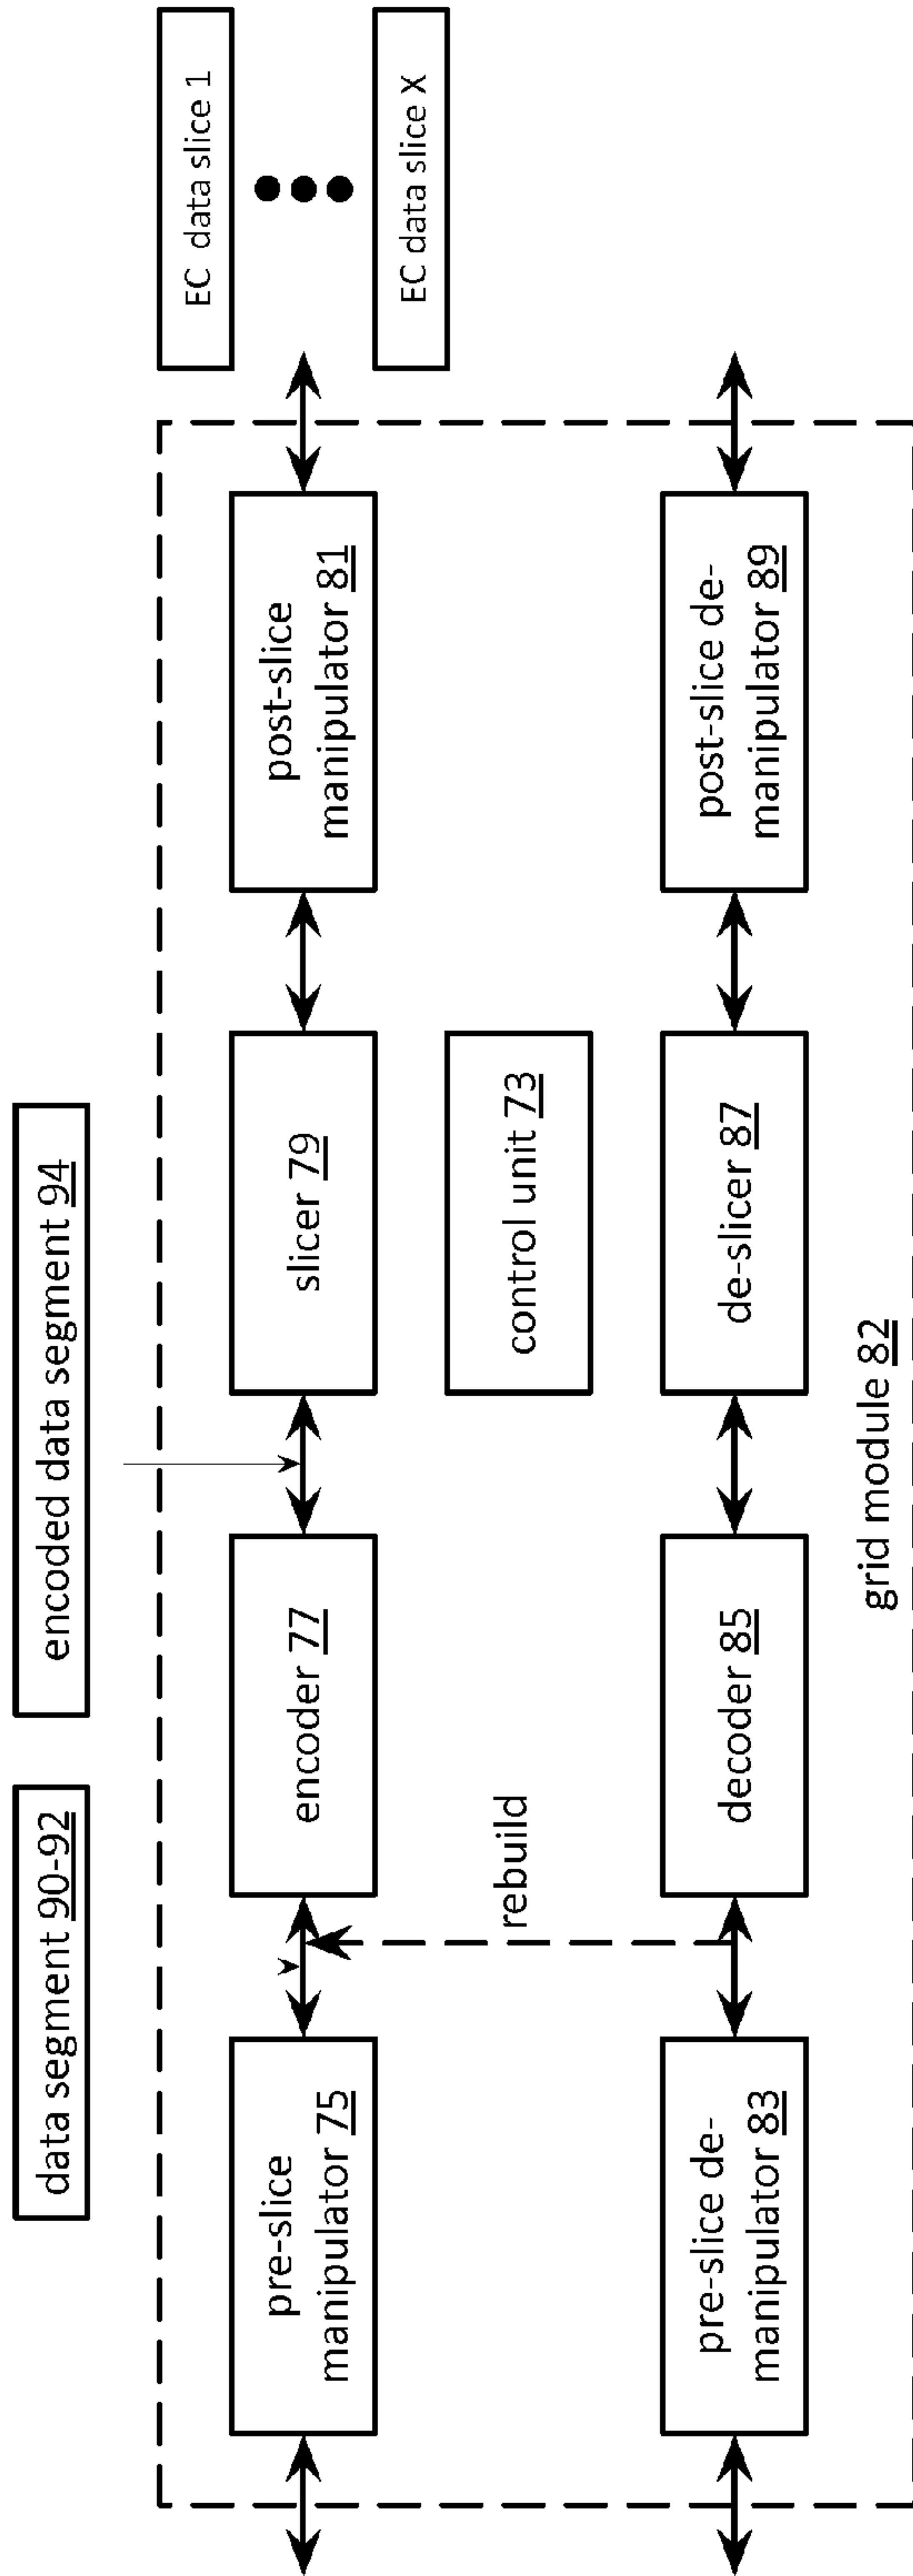 data segment 90-92
encoded data segment 94
EC data slice 1
EC data slice X
pre-slice
manipulator 75
encoder 77
slicer 79
post-slice
manipulator 81
rebuild
control unit 73
pre-slice de-
manipulator 83
decoder 85
de-slicer 87
post-slice de-
manipulator 89
grid module 82